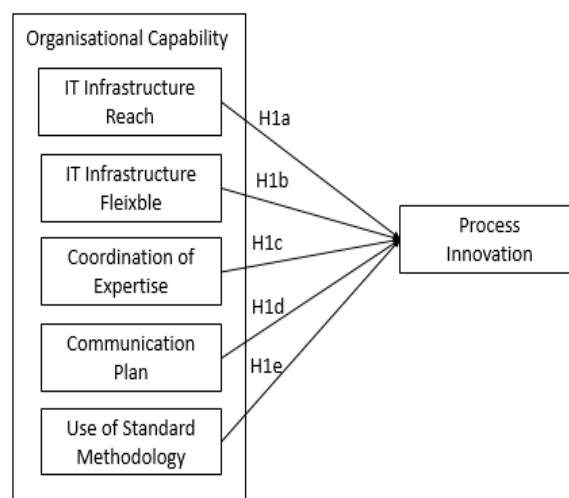 Organisational Capability
IT Infrastructure
Reach
H1a
IT Infrastructure
Fleixble
H1b
Coordination of
Expertise
H1c
Communication
Plan
H1d
Use of Standard
Methodology
H1e
Process
Innovation